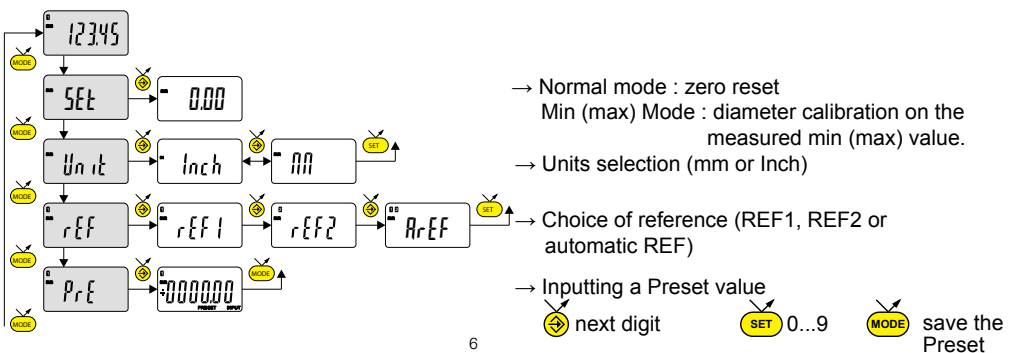 123.45
MODE
SEt 0.00
→ Normal mode : zero reset
Min (max) Mode : diameter calibration on the
measured min (max) value.
MODE
Unit Inch MM SET
→ Units selection (mm or Inch)
MODE
rEF rEF1 rEF2 ArEF SET
→ Choice of reference (REF1, REF2 or
automatic REF)
MODE
PrE 0000.00 MODE
PRESET INPUT
→ Inputting a Preset value
MODE
next digit SET 0...9 MODE save the
Preset
6